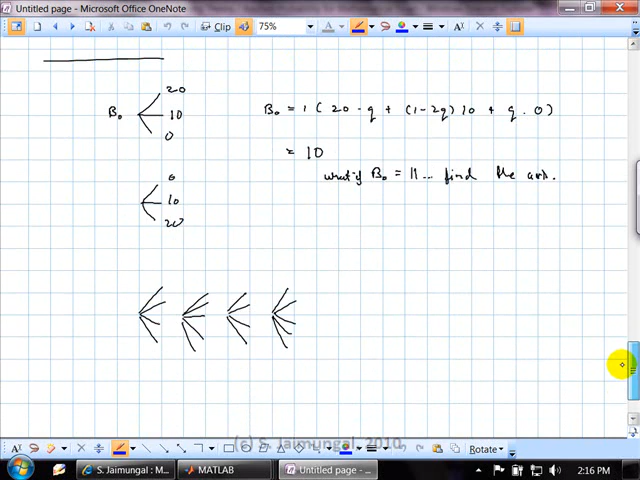 Untitled page - Microsoft Office OneNote
Clip
75%
20
B₀
10
0
B₀ = 1 ( 20 · q + (1 - 2q) 10 + q · 0 )
= 10
what if B₀ = 11 ... find the arb.
0
10
20
Rotate
(c) S. Jaimungal, 2010
S. Jaimungal : M...
MATLAB
Untitled page - ...
2:16 PM